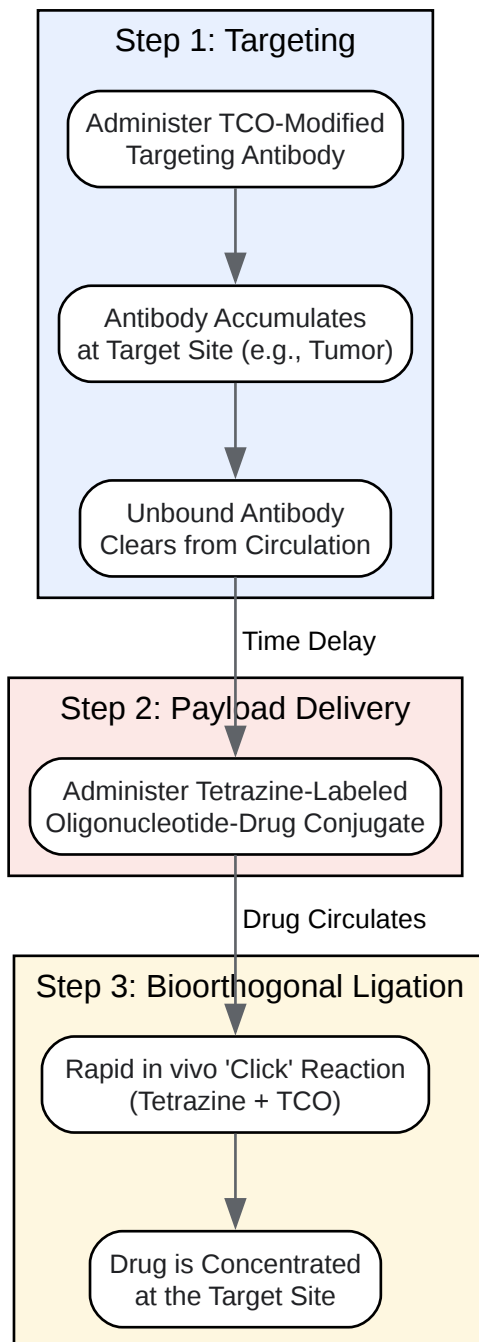 Step 1: Targeting
Administer TCO-Modified
Targeting Antibody
Antibody Accumulates
at Target Site (e.g., Tumor)
Unbound Antibody
Clears from Circulation
Time Delay
Step 2: Payload Delivery
Administer Tetrazine-Labeled
Oligonucleotide-Drug Conjugate
Drug Circulates
Step 3: Bioorthogonal Ligation
Rapid in vivo 'Click' Reaction
(Tetrazine + TCO)
Drug is Concentrated
at the Target Site